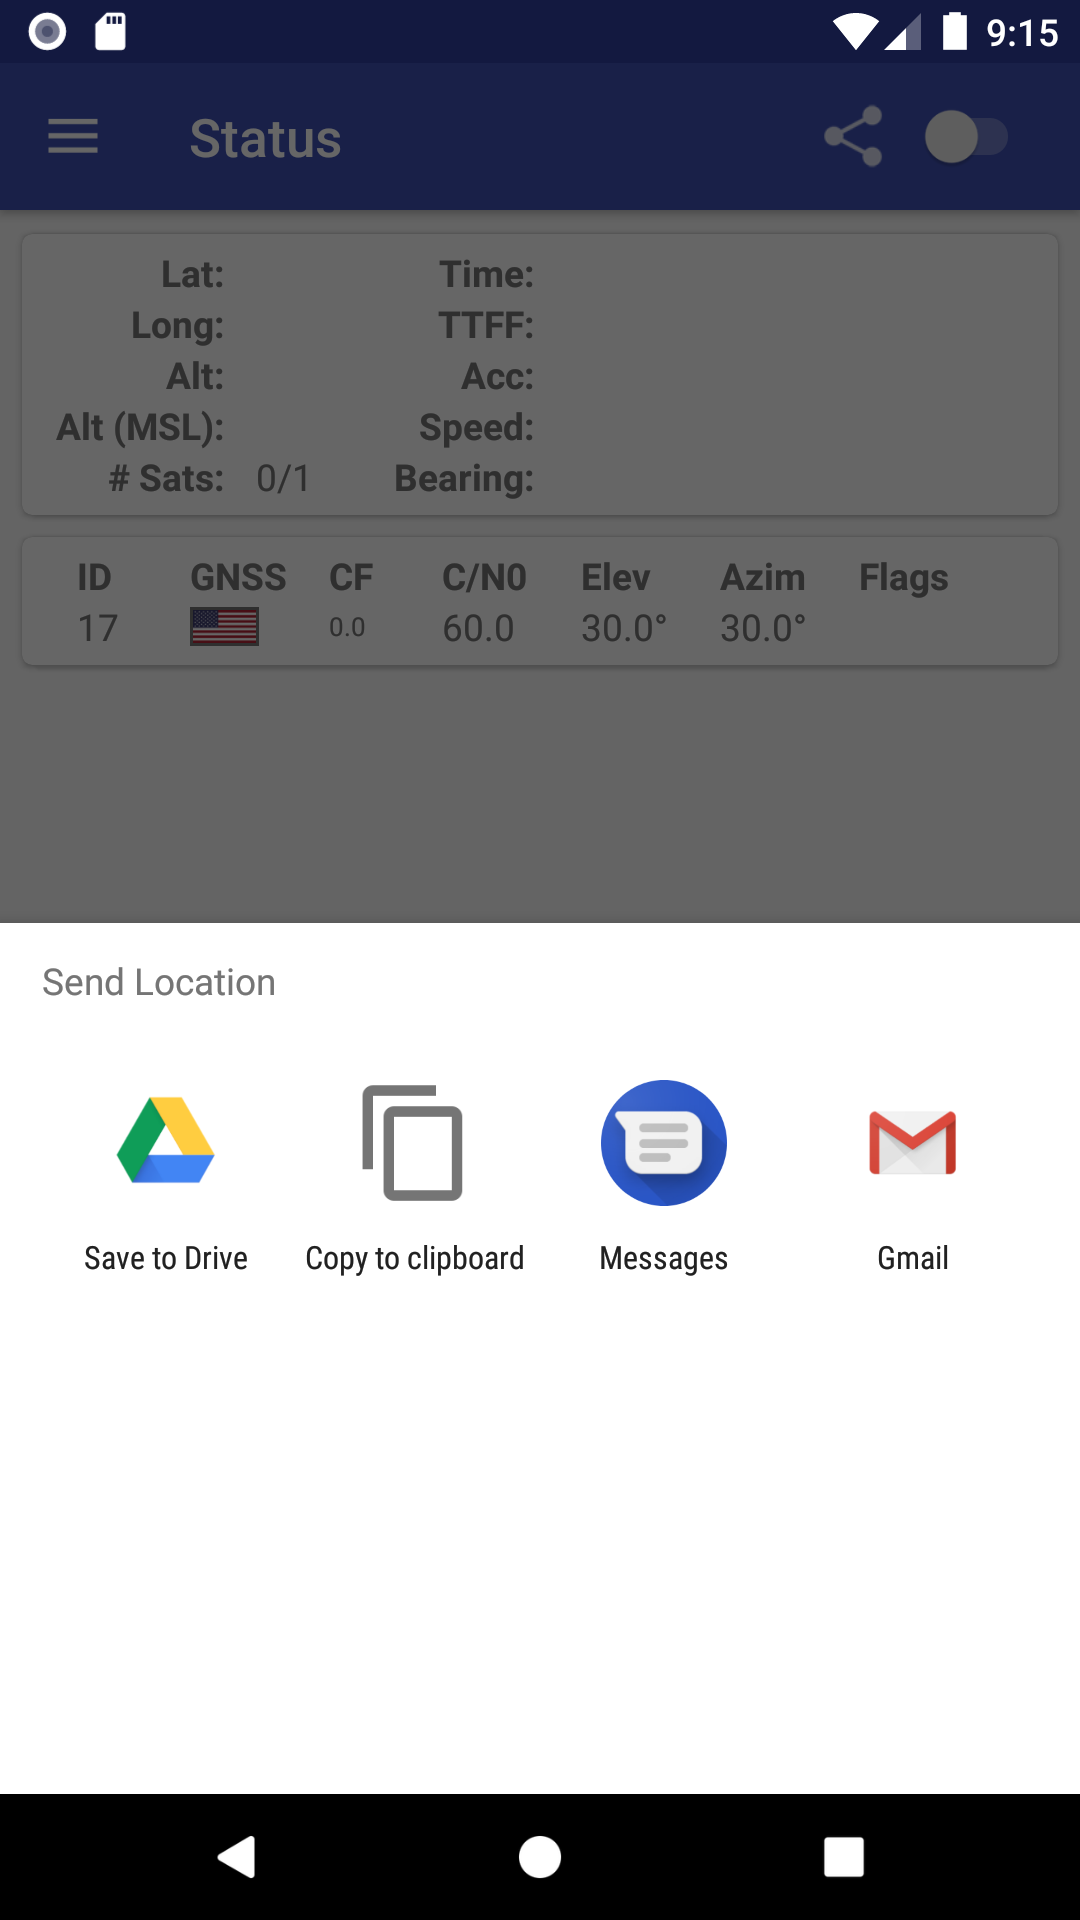 9:15
Status
Lat: Time:
Long: TTFF:
Alt: Acc:
Alt (MSL): Speed:
# Sats: 0/1 Bearing:
ID GNSS CF C/N0 Elev Azim Flags
17 0.0 60.0 30.0° 30.0°
Send Location
Save to Drive Copy to clipboard Messages Gmail